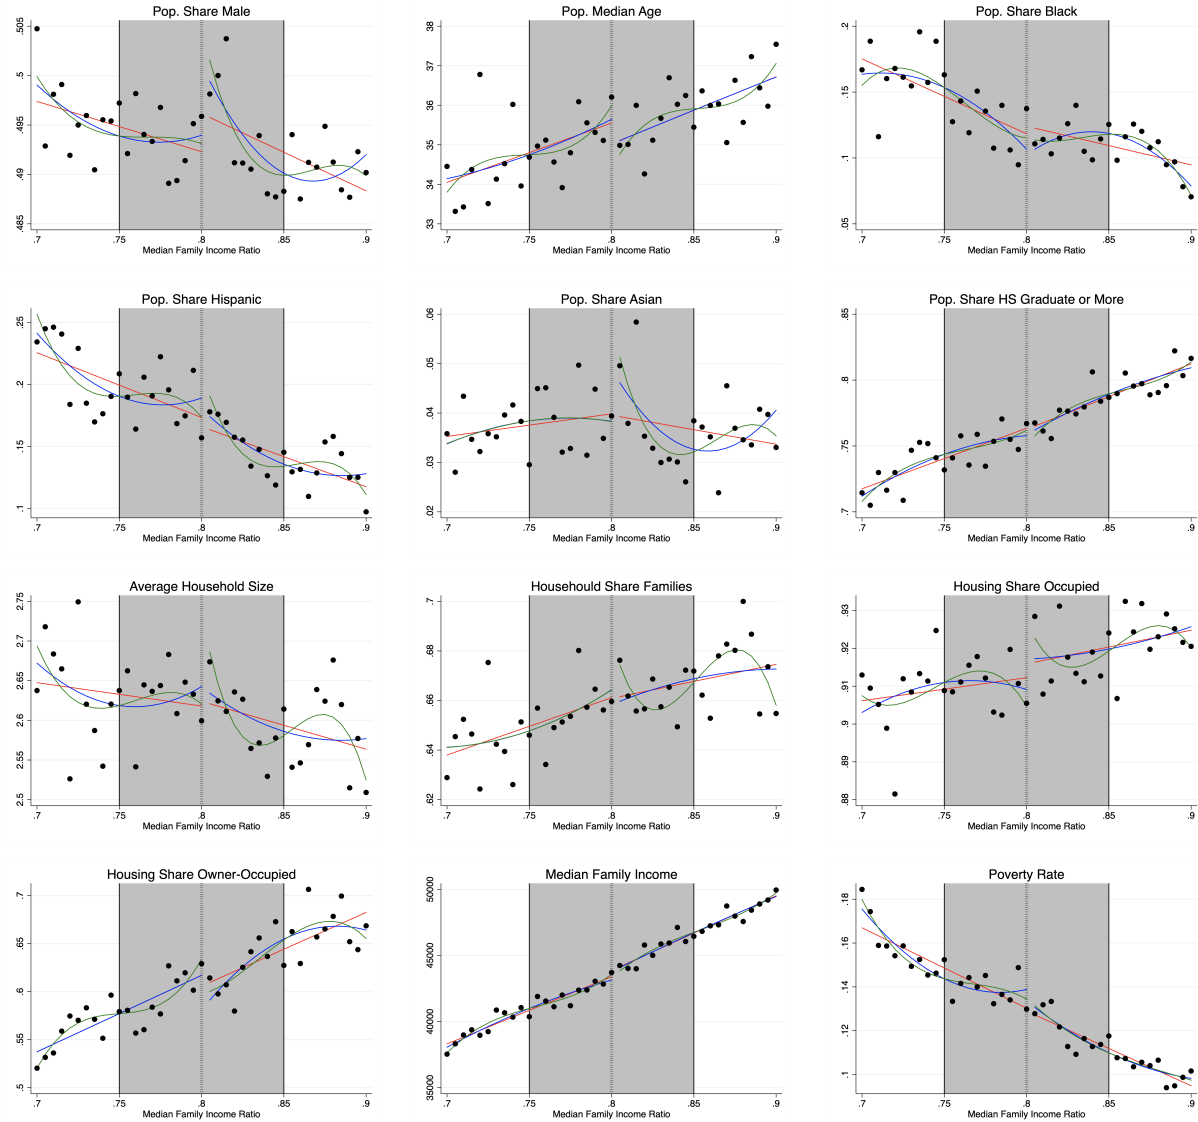 Pop. Share Male
.505
.5
.495
.49
.485
.7 .75 .8 .85 .9
Median Family Income Ratio
Pop. Median Age
38
37
36
35
34
33
.7 .75 .8 .85 .9
Median Family Income Ratio
Pop. Share Black
.2
.15
.1
.05
.7 .75 .8 .85 .9
Median Family Income Ratio
Pop. Share Hispanic
.25
.2
.15
.1
.7 .75 .8 .85 .9
Median Family Income Ratio
Pop. Share Asian
.06
.05
.04
.03
.02
.7 .75 .8 .85 .9
Median Family Income Ratio
Pop. Share HS Graduate or More
.85
.8
.75
.7
.7 .75 .8 .85 .9
Median Family Income Ratio
Average Household Size
2.75
2.7
2.65
2.6
2.55
2.5
.7 .75 .8 .85 .9
Median Family Income Ratio
Househould Share Families
.7
.68
.66
.64
.62
.7 .75 .8 .85 .9
Median Family Income Ratio
Housing Share Occupied
.93
.92
.91
.9
.89
.88
.7 .75 .8 .85 .9
Median Family Income Ratio
Housing Share Owner-Occupied
.7
.65
.6
.55
.5
.7 .75 .8 .85 .9
Median Family Income Ratio
Median Family Income
50000
45000
40000
35000
.7 .75 .8 .85 .9
Median Family Income Ratio
Poverty Rate
.18
.16
.14
.12
.1
.7 .75 .8 .85 .9
Median Family Income Ratio